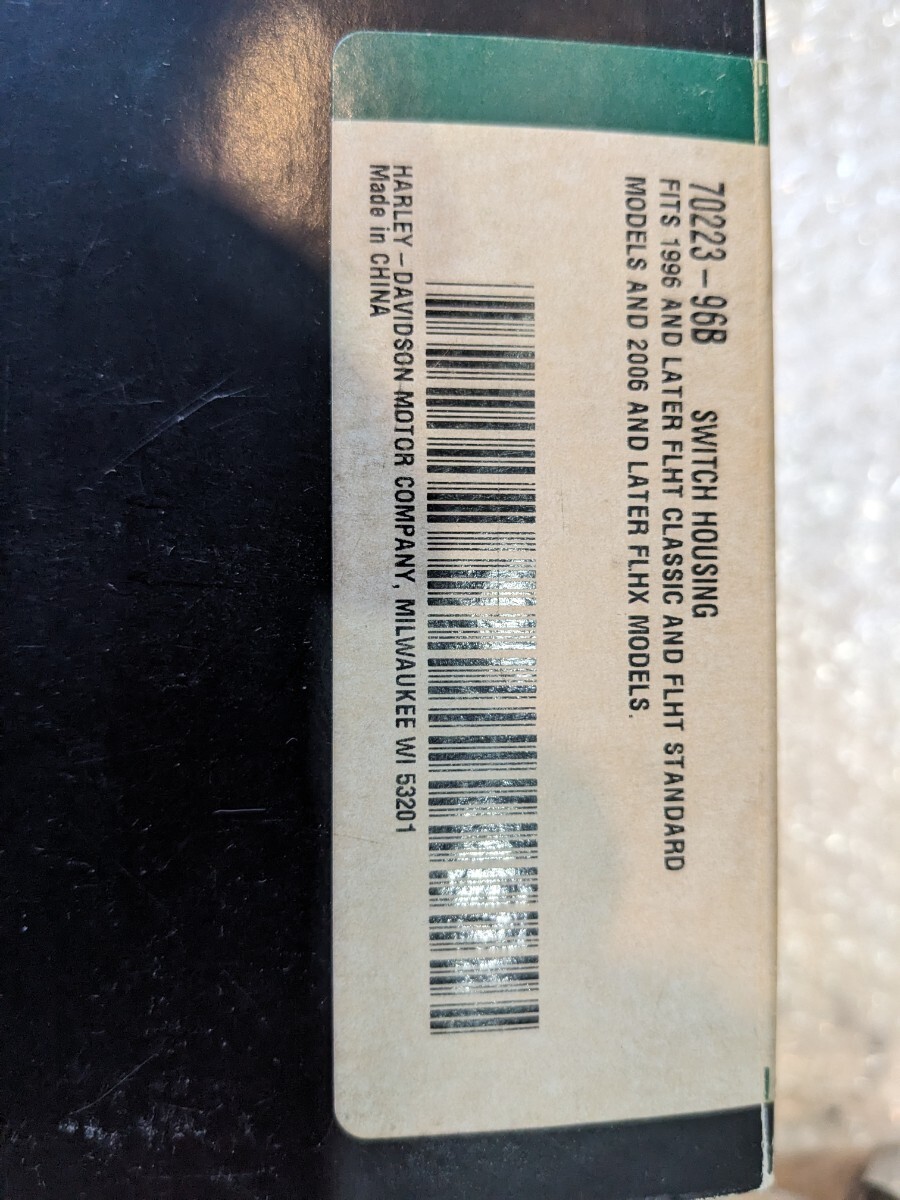 70223-96B SWITCH HOUSING
FITS 1996 AND LATER FLHT CLASSIC AND FLHT STANDARD
MODELS AND 2006 AND LATER FLHX MODELS.
HARLEY-DAVIDSON MOTOR COMPANY, MILWAUKEE WI 53201
Made in CHINA